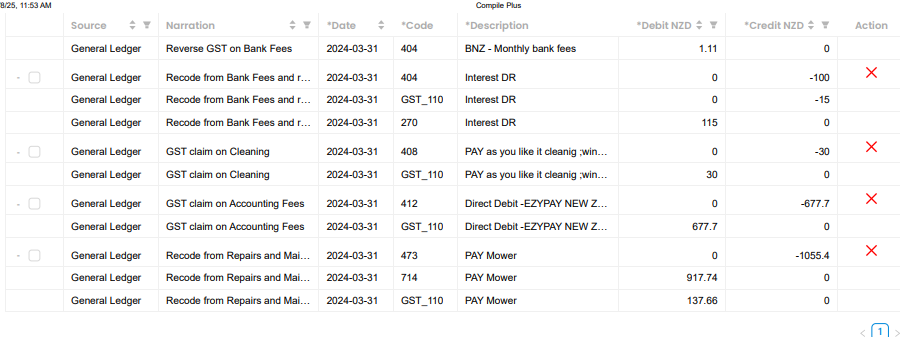 /8/25, 11:53 AM Compile Plus
Source Narration *Date *Code *Description *Debit NZD *Credit NZD Action
General Ledger Reverse GST on Bank Fees 2024-03-31 404 BNZ - Monthly bank fees 1.11 0
- General Ledger Recode from Bank Fees and r... 2024-03-31 404 Interest DR 0 -100
General Ledger Recode from Bank Fees and r... 2024-03-31 GST_110 Interest DR 0 -15
General Ledger Recode from Bank Fees and r... 2024-03-31 270 Interest DR 115 0
- General Ledger GST claim on Cleaning 2024-03-31 408 PAY as you like it cleanig ;win... 0 -30
General Ledger GST claim on Cleaning 2024-03-31 GST_110 PAY as you like it cleanig ;win... 30 0
- General Ledger GST claim on Accounting Fees 2024-03-31 412 Direct Debit -EZYPAY NEW Z... 0 -677.7
General Ledger GST claim on Accounting Fees 2024-03-31 GST_110 Direct Debit -EZYPAY NEW Z... 677.7 0
- General Ledger Recode from Repairs and Mai... 2024-03-31 473 PAY Mower 0 -1055.4
General Ledger Recode from Repairs and Mai... 2024-03-31 714 PAY Mower 917.74 0
General Ledger Recode from Repairs and Mai... 2024-03-31 GST_110 PAY Mower 137.66 0
< 1 >